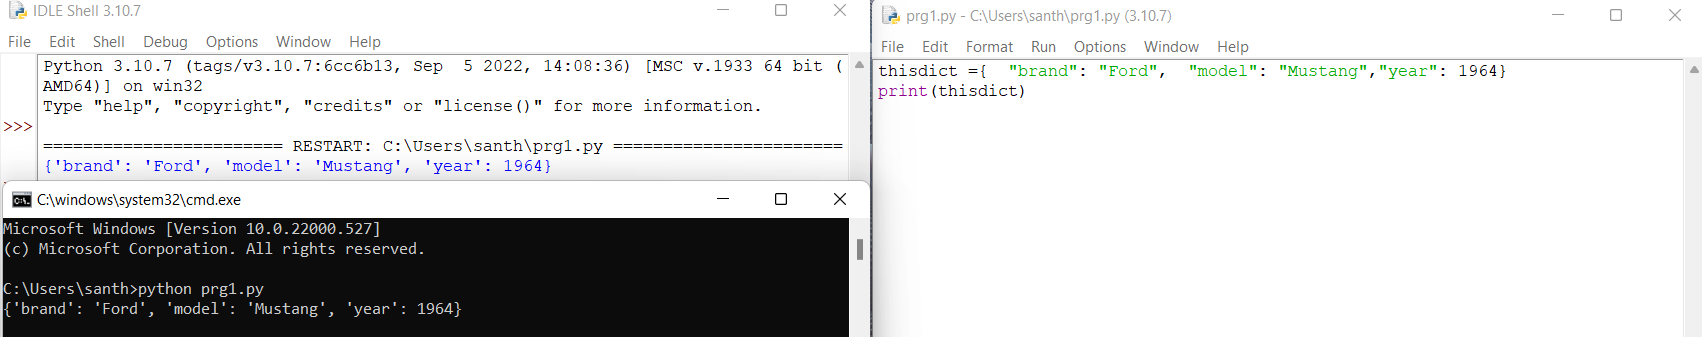 IDLE Shell 3.10.7
File Edit Shell Debug Options Window Help
Python 3.10.7 (tags/v3.10.7:6cc6b13, Sep  5 2022, 14:08:36) [MSC v.1933 64 bit (
AMD64)] on win32
Type "help", "copyright", "credits" or "license()" for more information.
>>>
======================== RESTART: C:\Users\santh\prg1.py =======================
{'brand': 'Ford', 'model': 'Mustang', 'year': 1964}
C:\windows\system32\cmd.exe
Microsoft Windows [Version 10.0.22000.527]
(c) Microsoft Corporation. All rights reserved.
C:\Users\santh>python prg1.py
{'brand': 'Ford', 'model': 'Mustang', 'year': 1964}
prg1.py - C:\Users\santh\prg1.py (3.10.7)
File Edit Format Run Options Window Help
thisdict ={  "brand": "Ford",  "model": "Mustang","year": 1964}
print(thisdict)